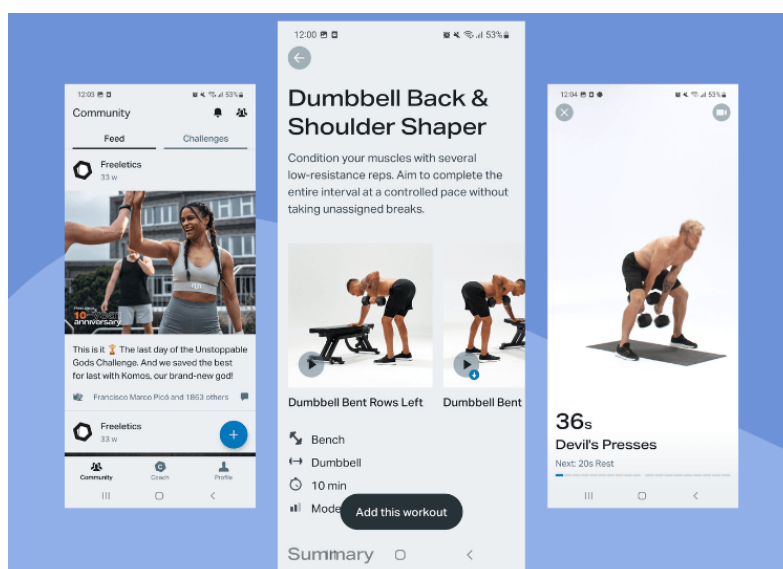 12:03
53%
Community
Feed
Challenges
Freeletics
33 w
10-Year
anniversary
This is it 🏆 The last day of the Unstoppable
Gods Challenge. And we saved the best
for last with Komos, our brand-new god!
Francisco Marco Picó and 1863 others
Freeletics
33 w
+
Community
Coach
Profile
12:00
53%
Dumbbell Back &
Shoulder Shaper
Condition your muscles with several
low-resistance reps. Aim to complete the
entire interval at a controlled pace without
taking unassigned breaks.
Dumbbell Bent Rows Left
Dumbbell Bent
Bench
Dumbbell
10 min
Mode
Add this workout
Summary
12:04
53%
36s
Devil's Presses
Next: 20s Rest